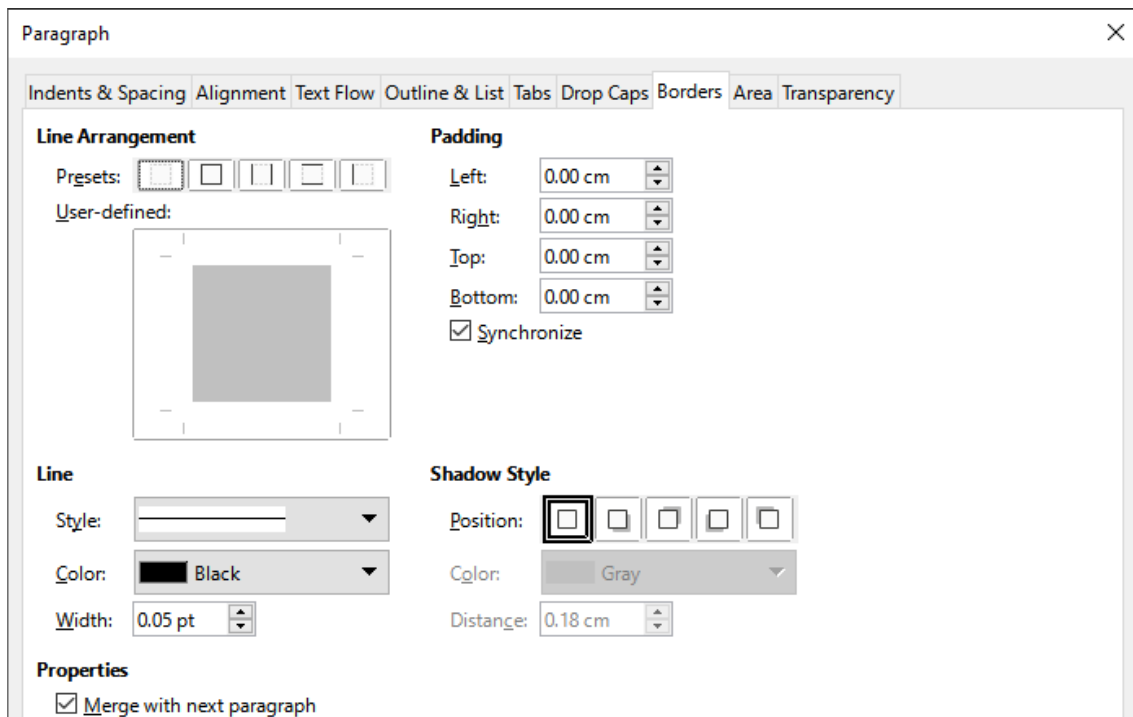 Paragraph
Indents & Spacing Alignment Text Flow Outline & List Tabs Drop Caps Borders Area Transparency
Line Arrangement
Presets:
User-defined:
Padding
Left: 0.00 cm
Right: 0.00 cm
Top: 0.00 cm
Bottom: 0.00 cm
Synchronize
Line
Style:
Color: Black
Width: 0.05 pt
Shadow Style
Position:
Color: Gray
Distance: 0.18 cm
Properties
Merge with next paragraph